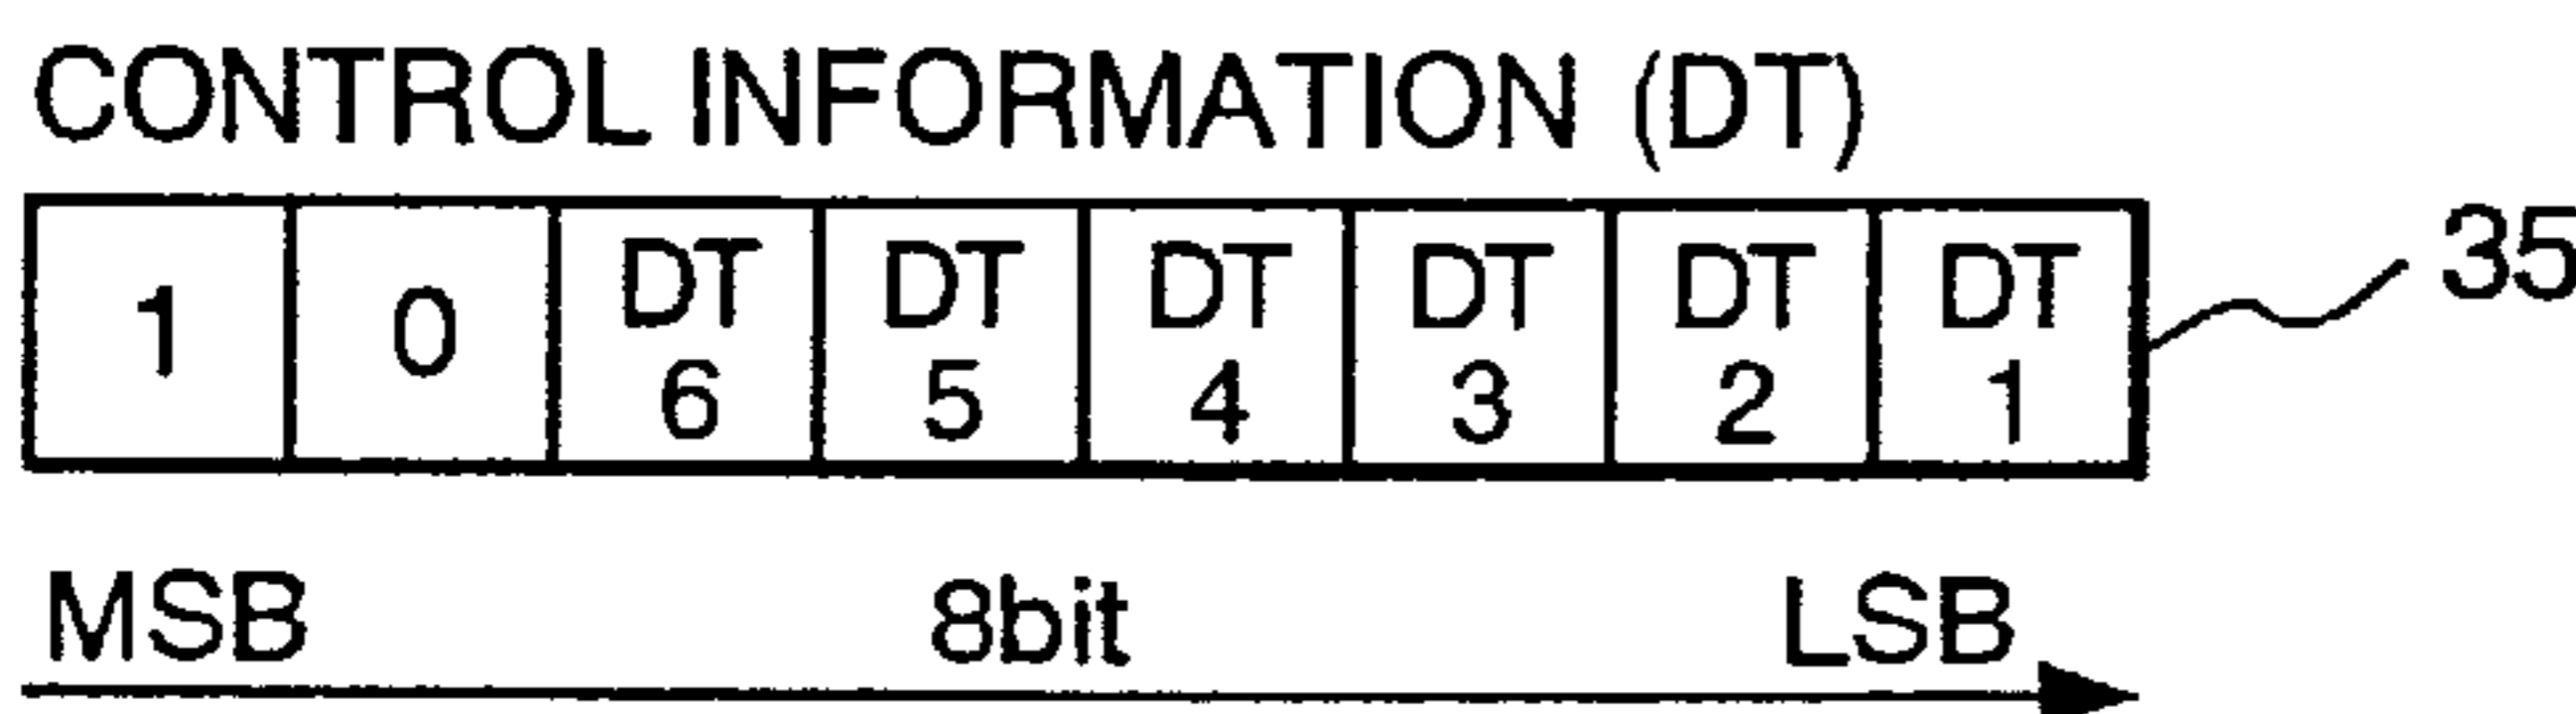 CONTROL INFORMATION (DT)
1 0 DT 6 DT 5 DT 4 DT 3 DT 2 DT 1 35
MSB 8bit LSB